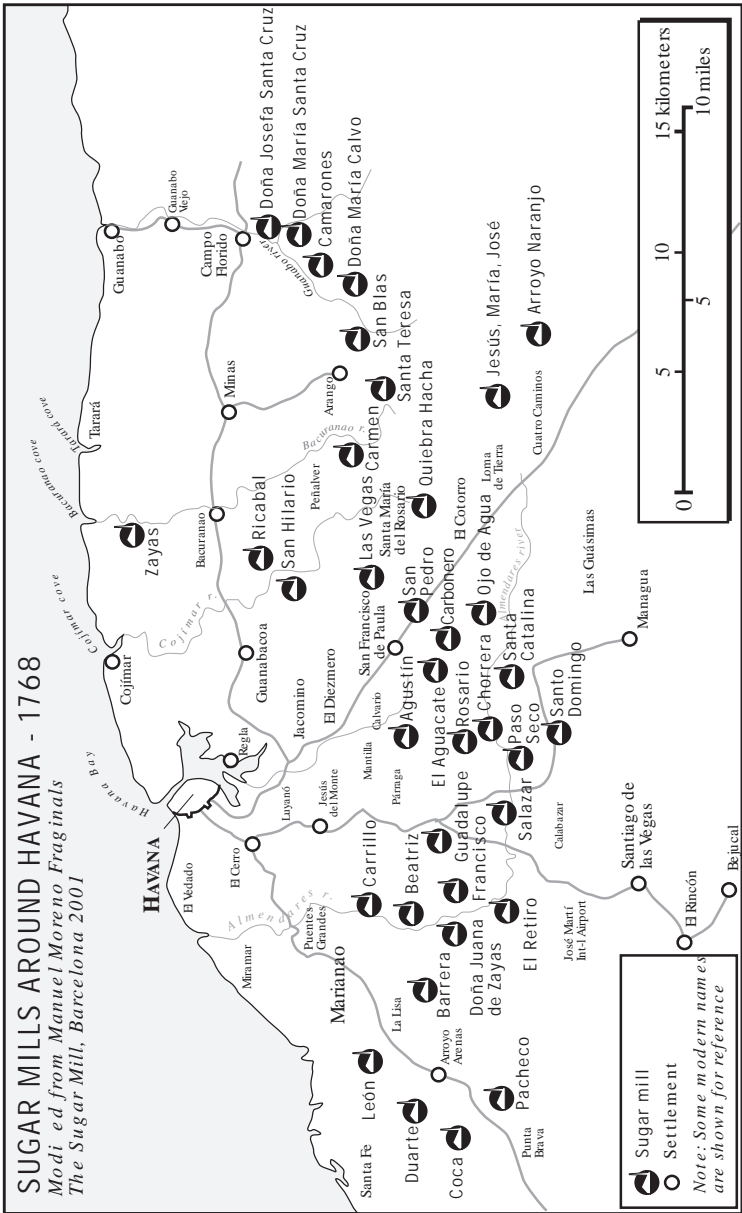 SUGAR MILLS AROUND HAVANA - 1768
Modi ed from Manuel Moreno Fraginals
The Sugar Mill, Barcelona 2001
Havana Bay
Cojímar cove
Bacuranao cove
Tarará cove
HAVANA
El Vedado
Miramar
Almendares r.
El Cerro
Regla
Cojímar
Cojímar r.
Zayas
Tarará
Guanabo
Guanabo
Viejo
Campo
Florido
Guanabo river
Minas
Bacuranao
Bacuranao r.
Arango
Guanabacoa
Ricabal
San Hilario
Peñalver
Doña Josefa Santa Cruz
Doña María Santa Cruz
Camarones
Doña María Calvo
San Blas
Santa Teresa
Carmen
Las Vegas
Santa María
del Rosario
Quiebra Hacha
Jacomino
El Diezmero
Luyanó
Jesús
del Monte
San Francisco
de Paula
Calvario
Mantilla
Párraga
Puentes
Grandes
Marianao
Santa Fe
La Lisa
León
Carrillo
Beatriz
Agustín
San
Pedro
Carbonero
El Cotorro
Loma
de Tierra
Jesús, María, José
Arroyo Naranjo
Cuatro Caminos
El Aguacate
Rosario
Chorrera
Ojo de Agua
Almendares river
Santa
Catalina
Paso
Seco
Santo
Domingo
Guadalupe
Francisco
Salazar
Barrera
Doña Juana
de Zayas
El Retiro
Duarte
Coca
Arroyo
Arenas
Pacheco
Punta
Brava
José Martí
Int-l Airport
Calabazar
Las Guásimas
Managua
Santiago de
las Vegas
El Rincón
Bejucal
Sugar mill
Settlement
Note: Some modern names
are shown for reference
0
5
10
15 kilometers
5
10 miles